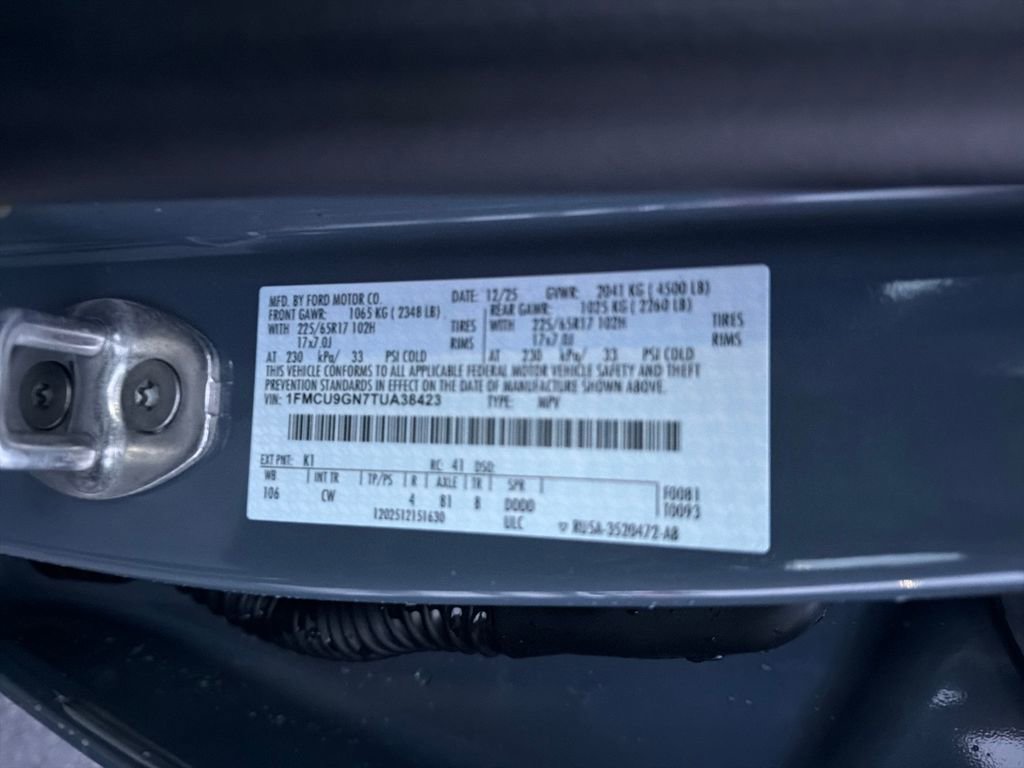 MFD. BY FORD MOTOR CO. DATE: 12/25 GVWR: 2041 KG ( 4500 LB)
FRONT GAWR: 1065 KG ( 2348 LB) REAR GAWR: 1025 KG ( 2260 LB)
WITH 225/65R17 102H TIRES WITH 225/65R17 102H TIRES
17x7.0J RIMS 17x7.0J RIMS
AT 230 kPa/ 33 PSI COLD AT 230 kPa/ 33 PSI COLD
THIS VEHICLE CONFORMS TO ALL APPLICABLE FEDERAL MOTOR VEHICLE SAFETY AND THEFT
PREVENTION STANDARDS IN EFFECT ON THE DATE OF MANUFACTURE SHOWN ABOVE.
VIN: 1FMCU9GN7TUA38423 TYPE: MPV
EXT PNT: K1 RC: 41 DSO:
WB INT TR TP/PS R AXLE TR SPR
106 CW 4 B1 8 DDDD F0081
1202512151630 ULC RU5A-3520472-AB T0093